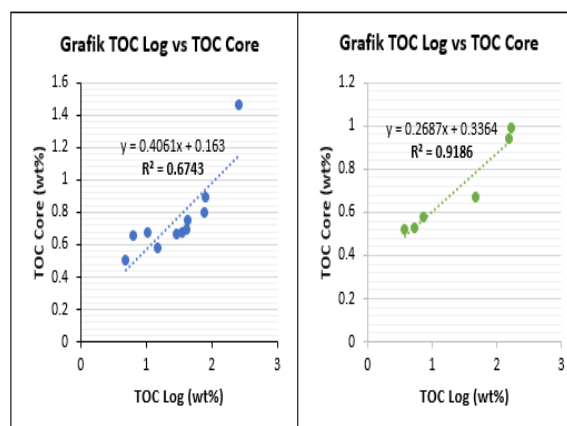 Grafik TOC Log vs TOC Core
TOC Core (wt%)
1.6
1.4
1.2
1
0.8
0.6
0.4
0.2
0
y = 0.4061x + 0.163
R² = 0.6743
0 1 2 3
TOC Log (wt%)
Grafik TOC Log vs TOC Core
TOC Core (wt%)
1.2
1
0.8
0.6
0.4
0.2
0
y = 0.2687x + 0.3364
R² = 0.9186
0 1 2 3
TOC Log (wt%)